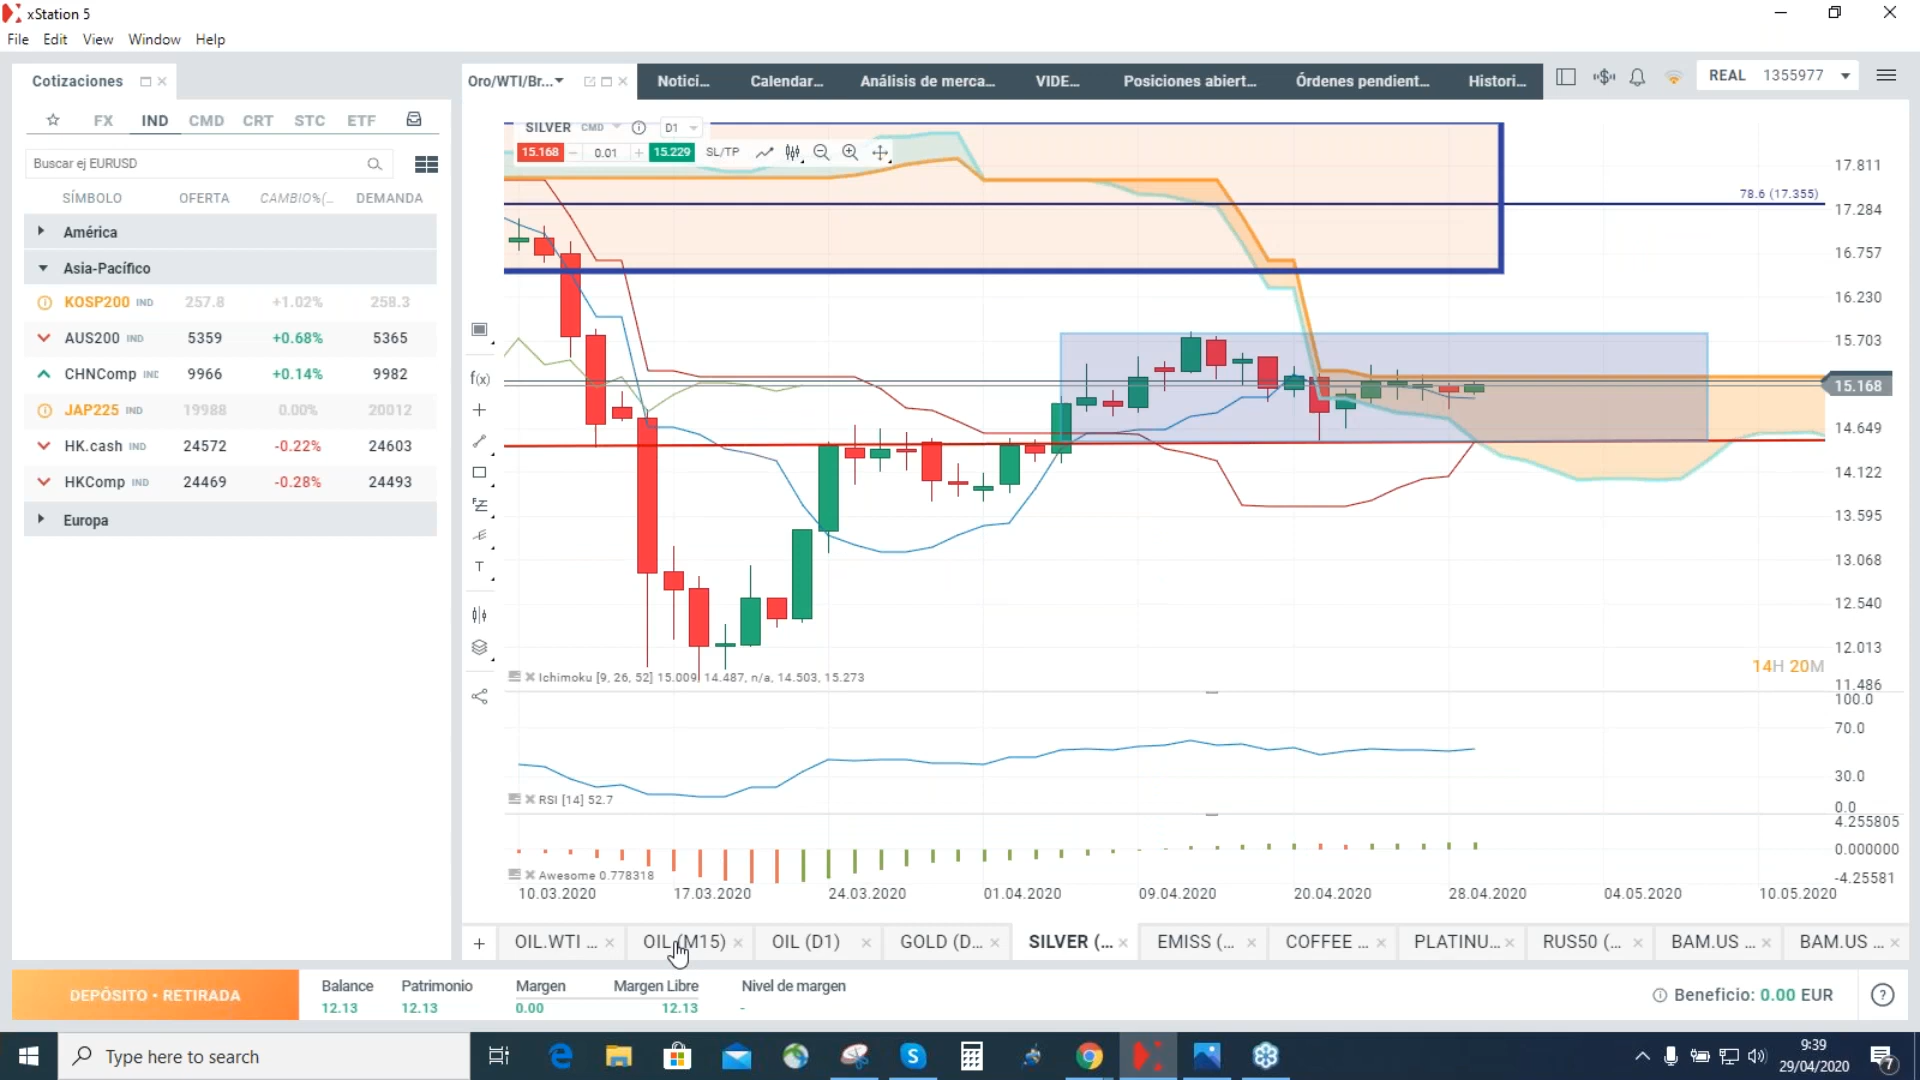 xStation 5
File Edit View Window Help
Cotizaciones
Oro/WTI/Br...
Notici...
Calendar...
Análisis de merca...
VIDE...
Posiciones abiert...
Órdenes pendient...
Histori...
REAL 1355977
FX IND CMD CRT STC ETF
Buscar ej EURUSD
SÍMBOLO OFERTA CAMBIO%(... DEMANDA
América
Asia-Pacífico
KOSP200 IND 257.8 +1.02% 258.3
AUS200 IND 5359 +0.68% 5365
CHNComp INC 9966 +0.14% 9982
JAP225 IND 19988 0.00% 20012
HK.cash IND 24572 -0.22% 24603
HKComp IND 24469 -0.28% 24493
Europa
SILVER CMD D1
15.168 − 0.01 + 15.229 SL/TP
f(x)
T
78.6 (17.355)
17.811
17.284
16.757
16.230
15.703
15.168
14.649
14.122
13.595
13.068
12.540
12.013
11.486
14H 20M
Ichimoku [9, 26, 52] 15.009, 14.487, n/a, 14.503, 15.273
100.0
70.0
30.0
0.0
RSI [14] 52.7
4.255805
0.000000
-4.25581
Awesome 0.778318
10.03.2020 17.03.2020 24.03.2020 01.04.2020 09.04.2020 20.04.2020 28.04.2020 04.05.2020 10.05.2020
+ OIL.WTI ... OIL (M15) OIL (D1) GOLD (D... SILVER (... EMISS (... COFFEE ... PLATINU... RUS50 (... BAM.US ... BAM.US ...
DEPÓSITO • RETIRADA
Balance Patrimonio Margen Margen Libre Nivel de margen
12.13 12.13 0.00 12.13 -
Beneficio: 0.00 EUR
Type here to search
9:39
29/04/2020
7